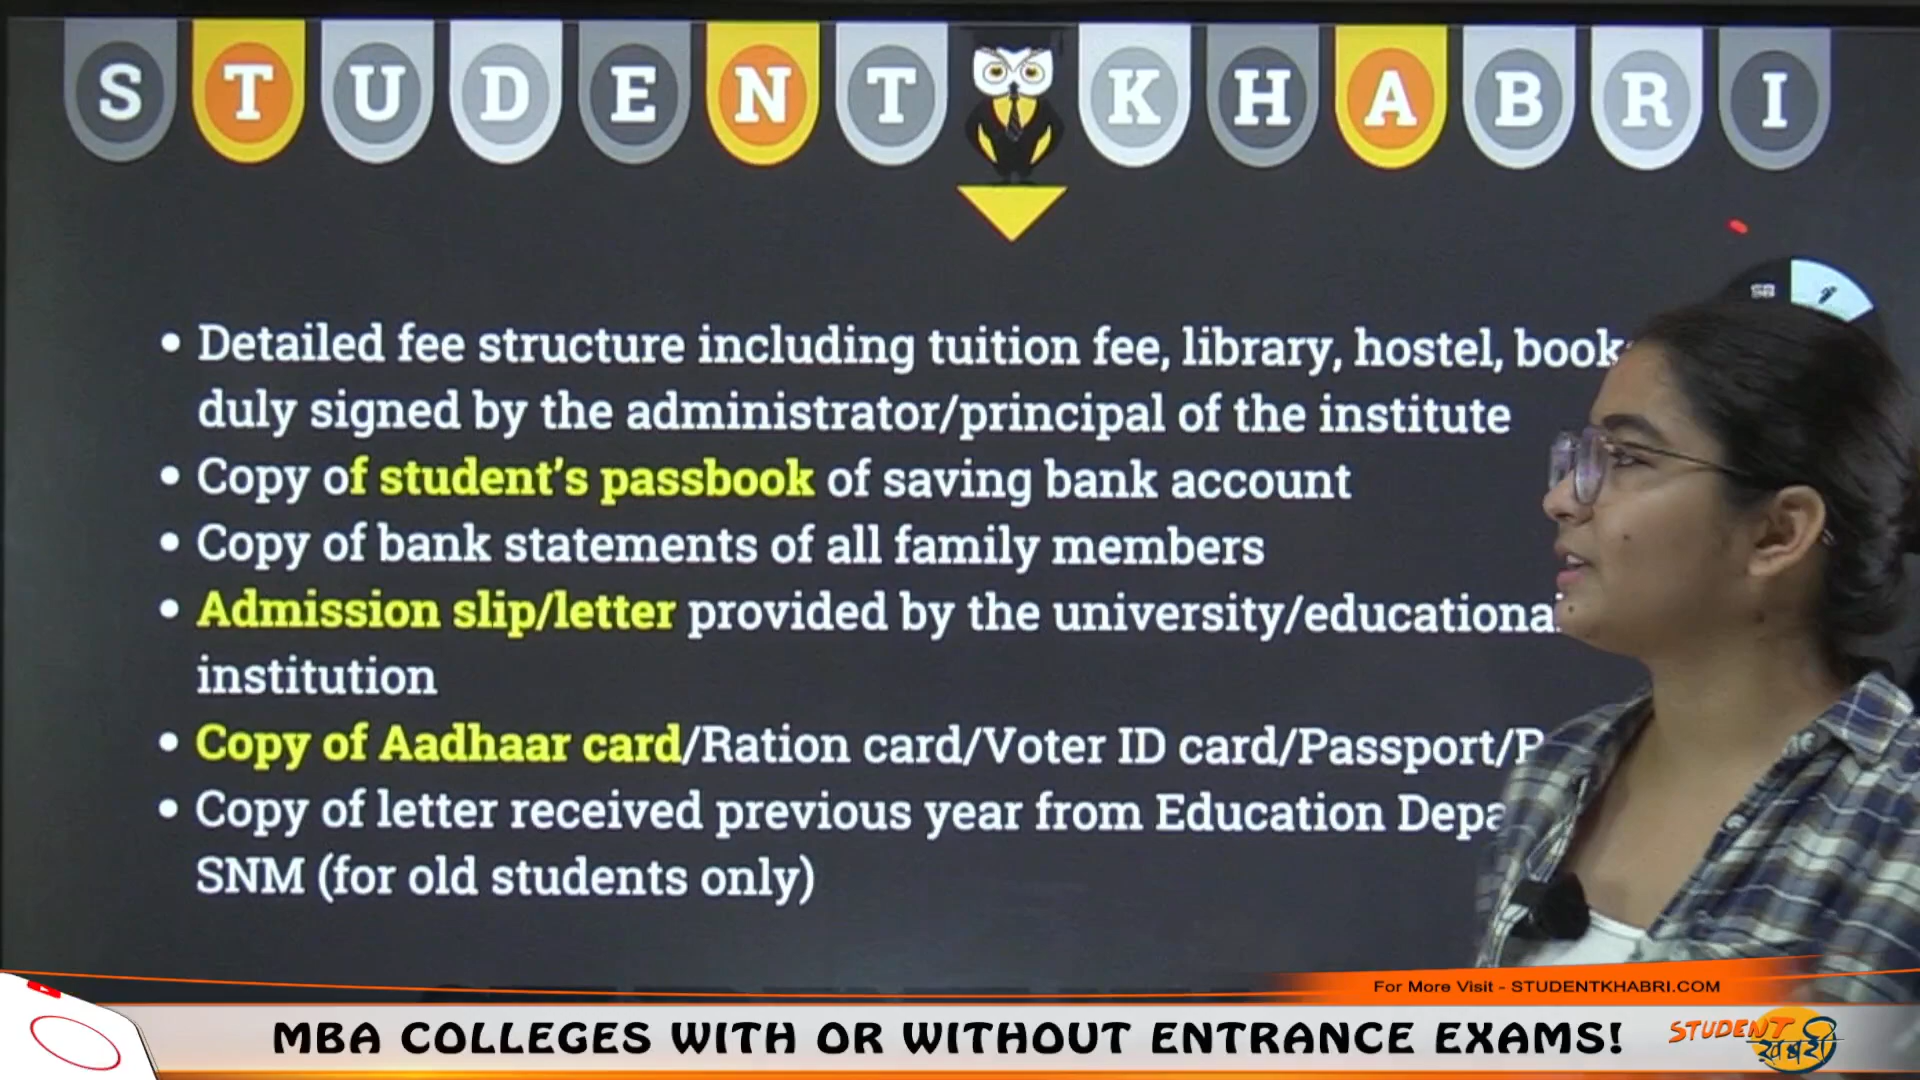 STUDENT KHABRI
• Detailed fee structure including tuition fee, library, hostel,
duly signed by the administrator/principal of the institute
• Copy of student's passbook of saving bank account
• Copy of bank statements of all family members
• Admission slip/letter provided by the university/educational
institution
• Copy of Aadhaar card/Ration card/Voter ID card/Passport/
• Copy of letter received previous year from Education
SNM (for old students only)
For More Visit - STUDENTKHABRI.COM
MBA COLLEGES WITH OR WITHOUT ENTRANCE EXAMS!
STUDENT
खबरी